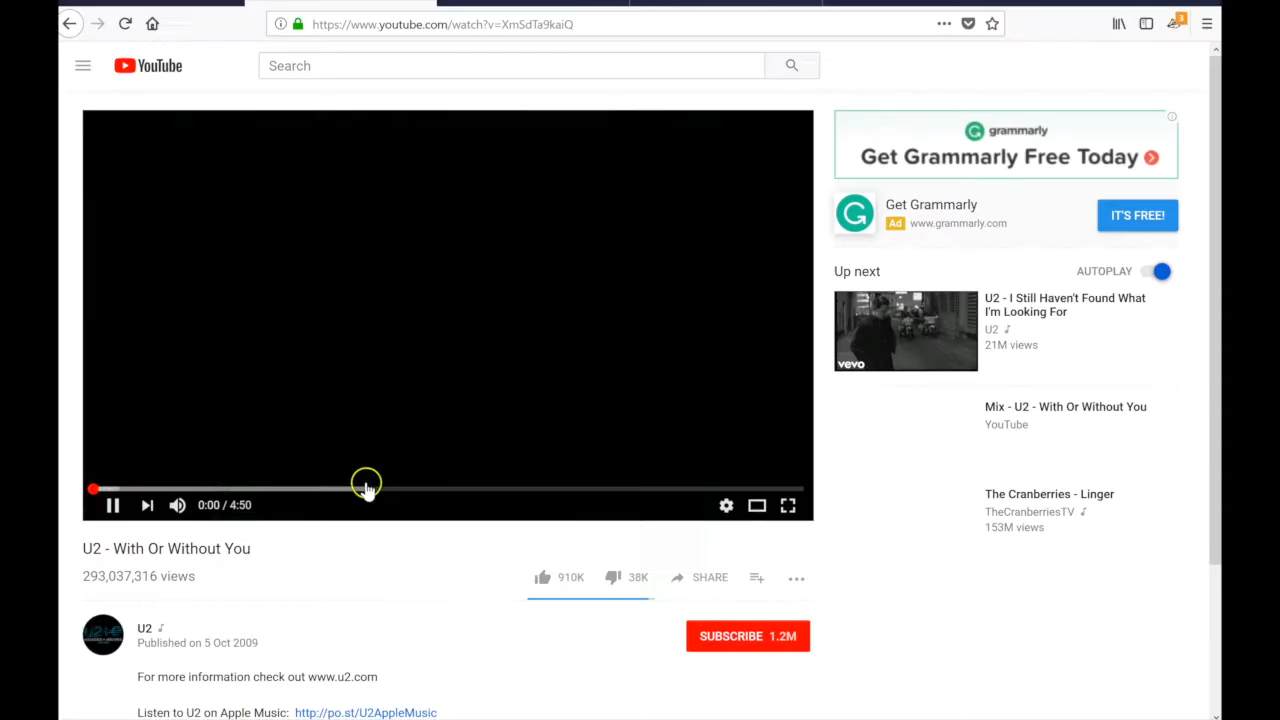 https://www.youtube.com/watch?v=XmSdTa9kaiQ
3
YouTube
Search
grammarly
Get Grammarly Free Today
Get Grammarly
Ad www.grammarly.com
IT'S FREE!
Up next
AUTOPLAY
vevo
U2 - I Still Haven't Found What
I'm Looking For
U2
21M views
Mix - U2 - With Or Without You
YouTube
The Cranberries - Linger
TheCranberriesTV
153M views
0:00 / 4:50
U2 - With Or Without You
293,037,316 views
910K
38K
SHARE
U2
Published on 5 Oct 2009
SUBSCRIBE 1.2M
For more information check out www.u2.com
Listen to U2 on Apple Music: http://po.st/U2AppleMusic